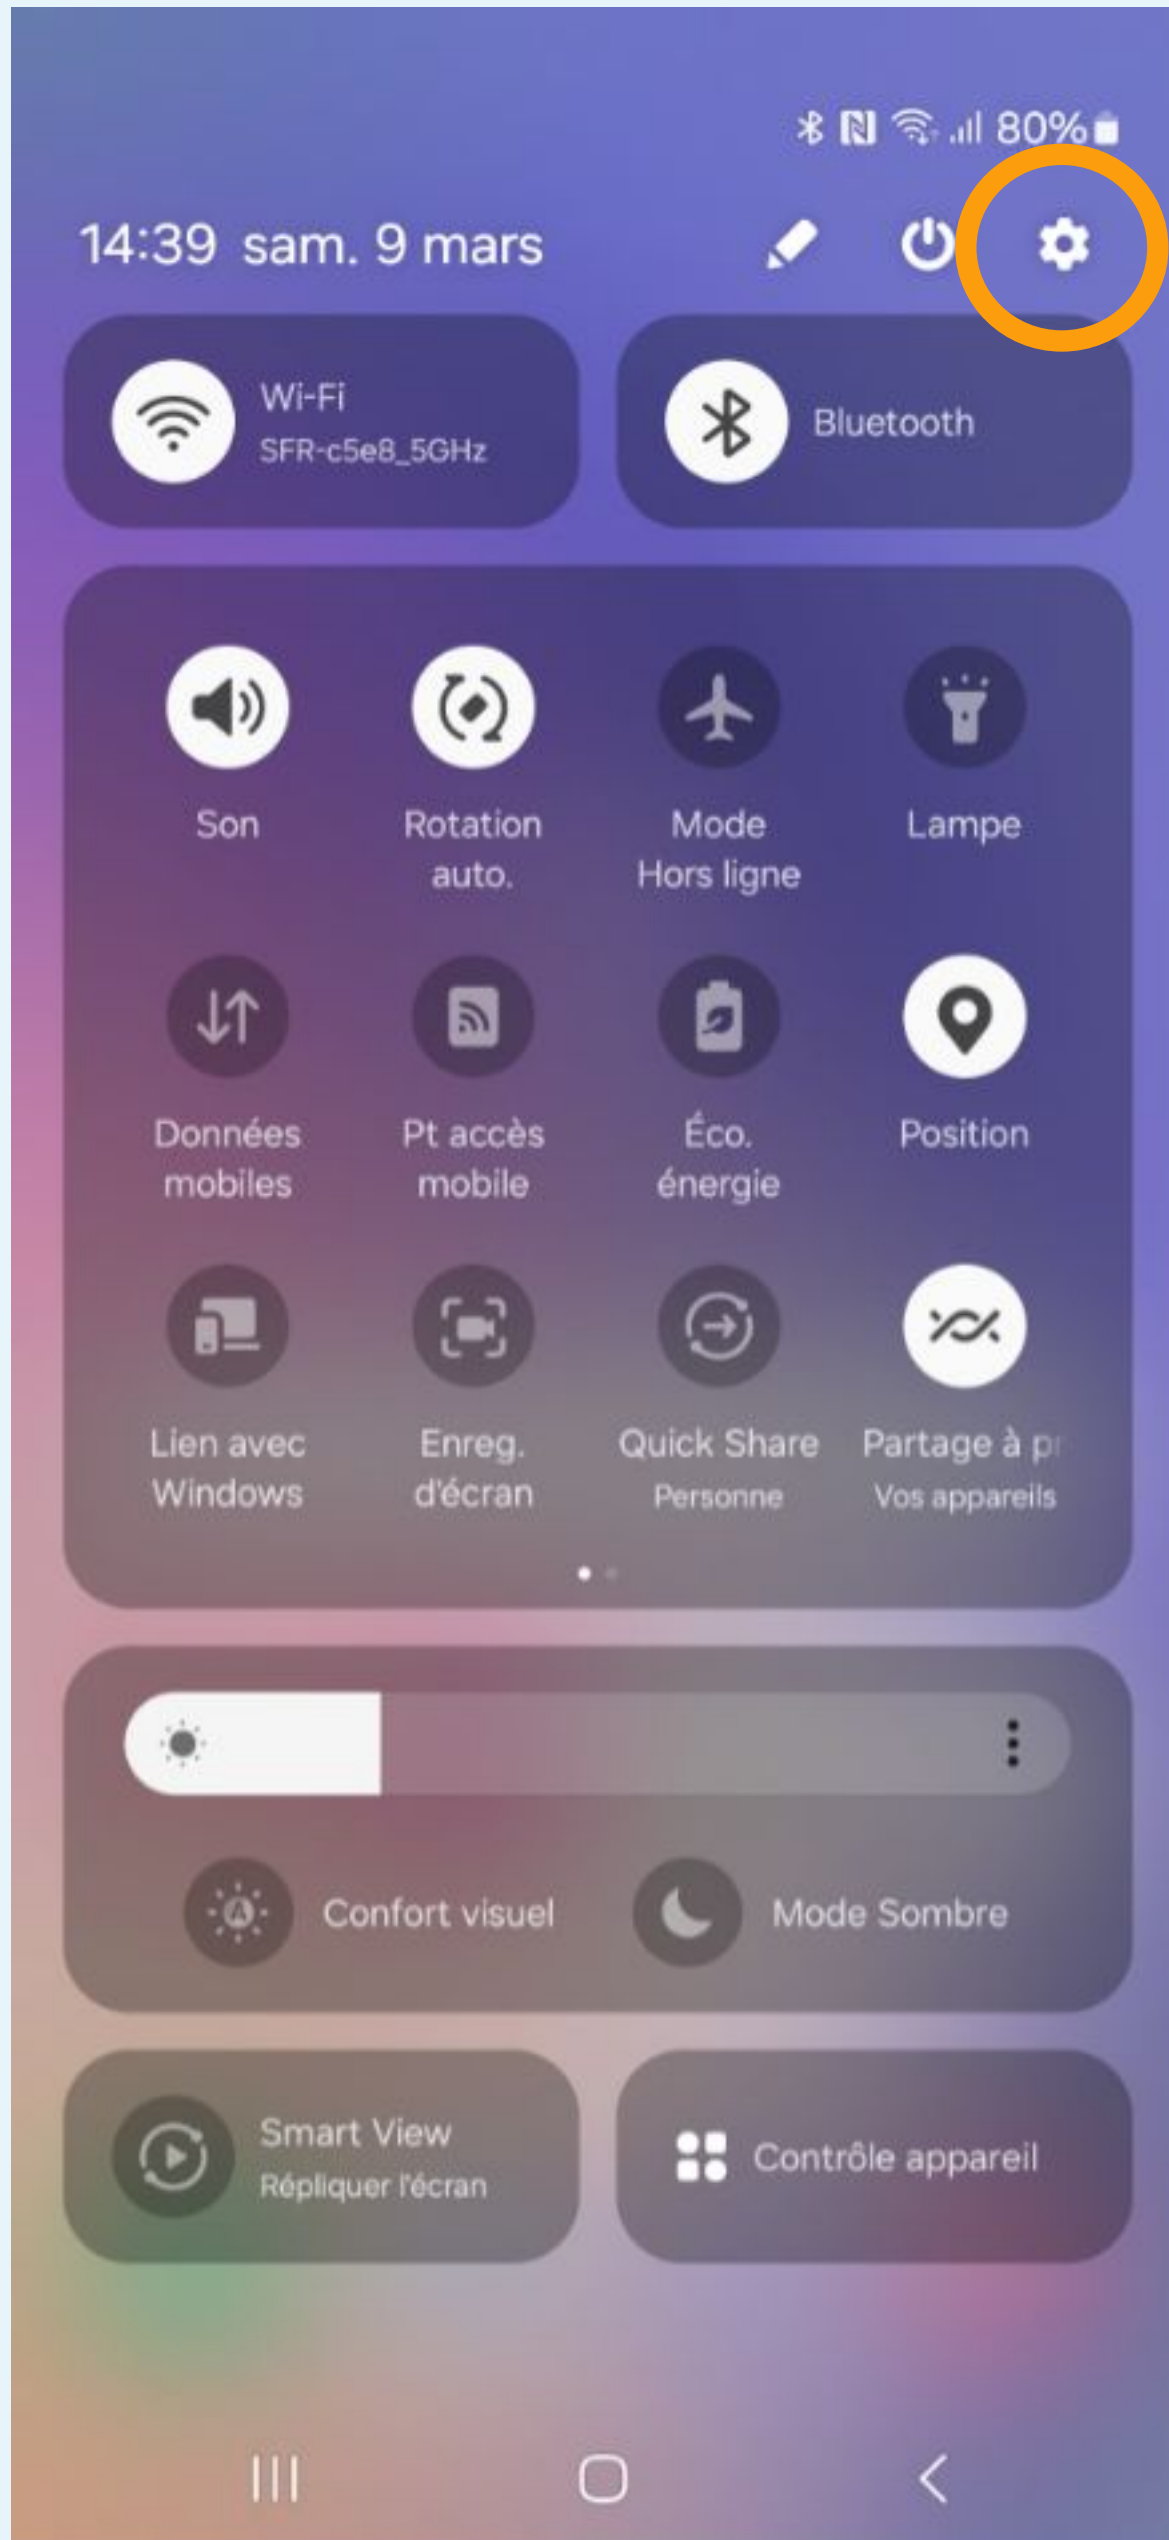 80%
14:39 sam. 9 mars
Wi-Fi
SFR-c5e8_5GHz
Bluetooth
Son
Rotation
auto.
Mode
Hors ligne
Lampe
Données
mobiles
Pt accès
mobile
Éco.
énergie
Position
Lien avec
Windows
Enreg.
d'écran
Quick Share
Personne
Partage à pr
Vos appareils
Confort visuel
Mode Sombre
Smart View
Répliquer l'écran
Contrôle appareil